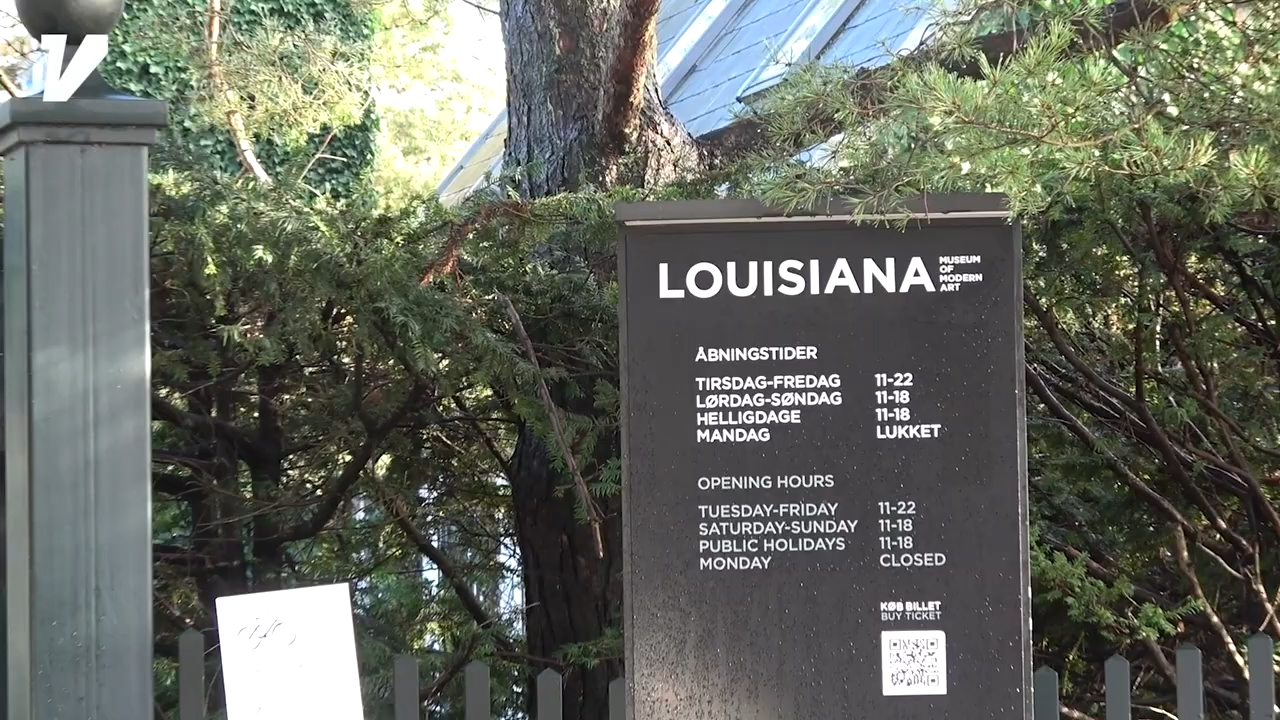 V
LOUISIANA
MUSEUM
OF
MODERN
ART
ÅBNINGSTIDER
TIRSDAG-FREDAG 11-22
LØRDAG-SØNDAG 11-18
HELLIGDAGE 11-18
MANDAG LUKKET
OPENING HOURS
TUESDAY-FRIDAY 11-22
SATURDAY-SUNDAY 11-18
PUBLIC HOLIDAYS 11-18
MONDAY CLOSED
KØB BILLET
BUY TICKET